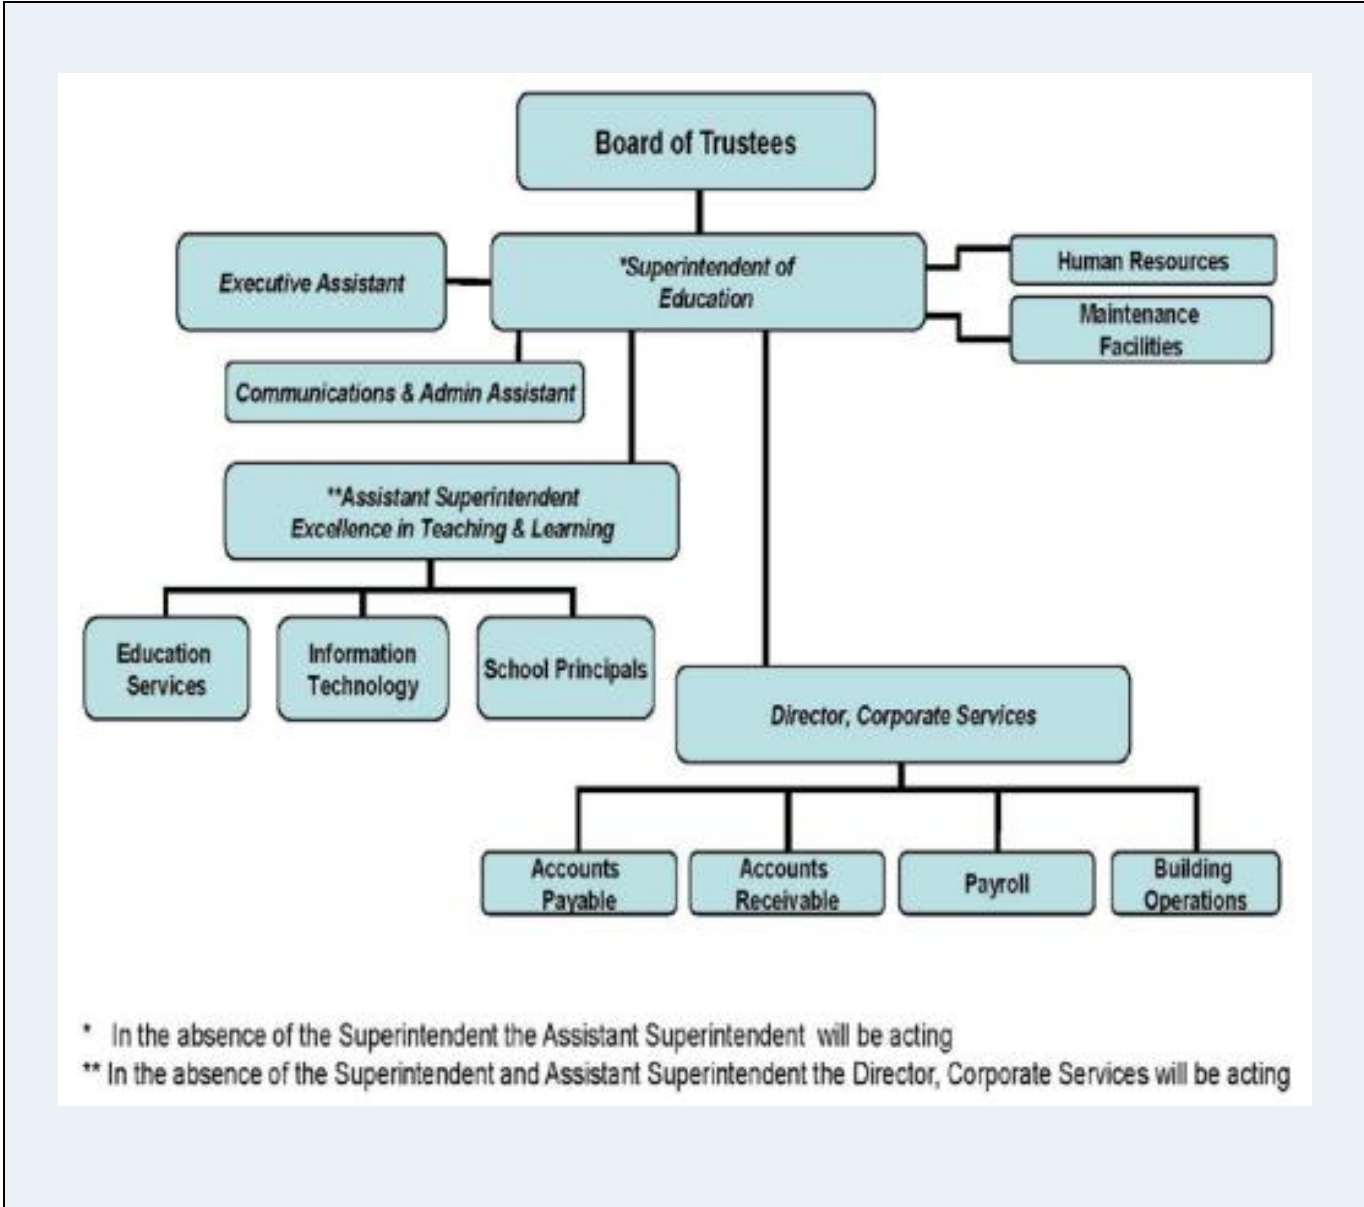 Board of Trustees
Executive Assistant
*Superintendent of
Education
Human Resources
Maintenance
Facilities
Communications & Admin Assistant
**Assistant Superintendent
Excellence in Teaching & Learning
Education
Services
Information
Technology
School Principals
Director, Corporate Services
Accounts
Payable
Accounts
Receivable
Payroll
Building
Operations
* In the absence of the Superintendent the Assistant Superintendent will be acting
** In the absence of the Superintendent and Assistant Superintendent the Director, Corporate Services will be acting